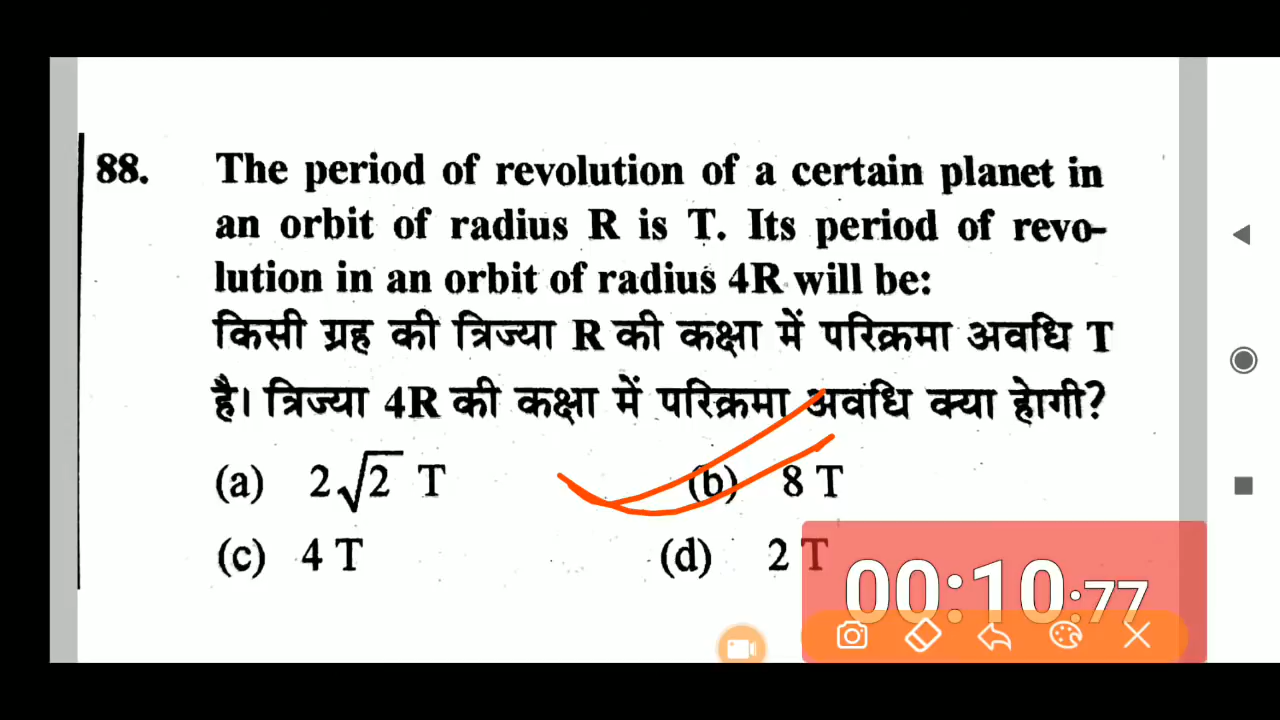 88. The period of revolution of a certain planet in
an orbit of radius R is T. Its period of revo-
lution in an orbit of radius 4R will be:
किसी ग्रह की त्रिज्या R की कक्षा में परिक्रमा अवधि T
है। त्रिज्या 4R की कक्षा में परिक्रमा अवधि क्या होगी?
(a) 2√2 T (b) 8 T
(c) 4 T (d) 2 T
00:10:77